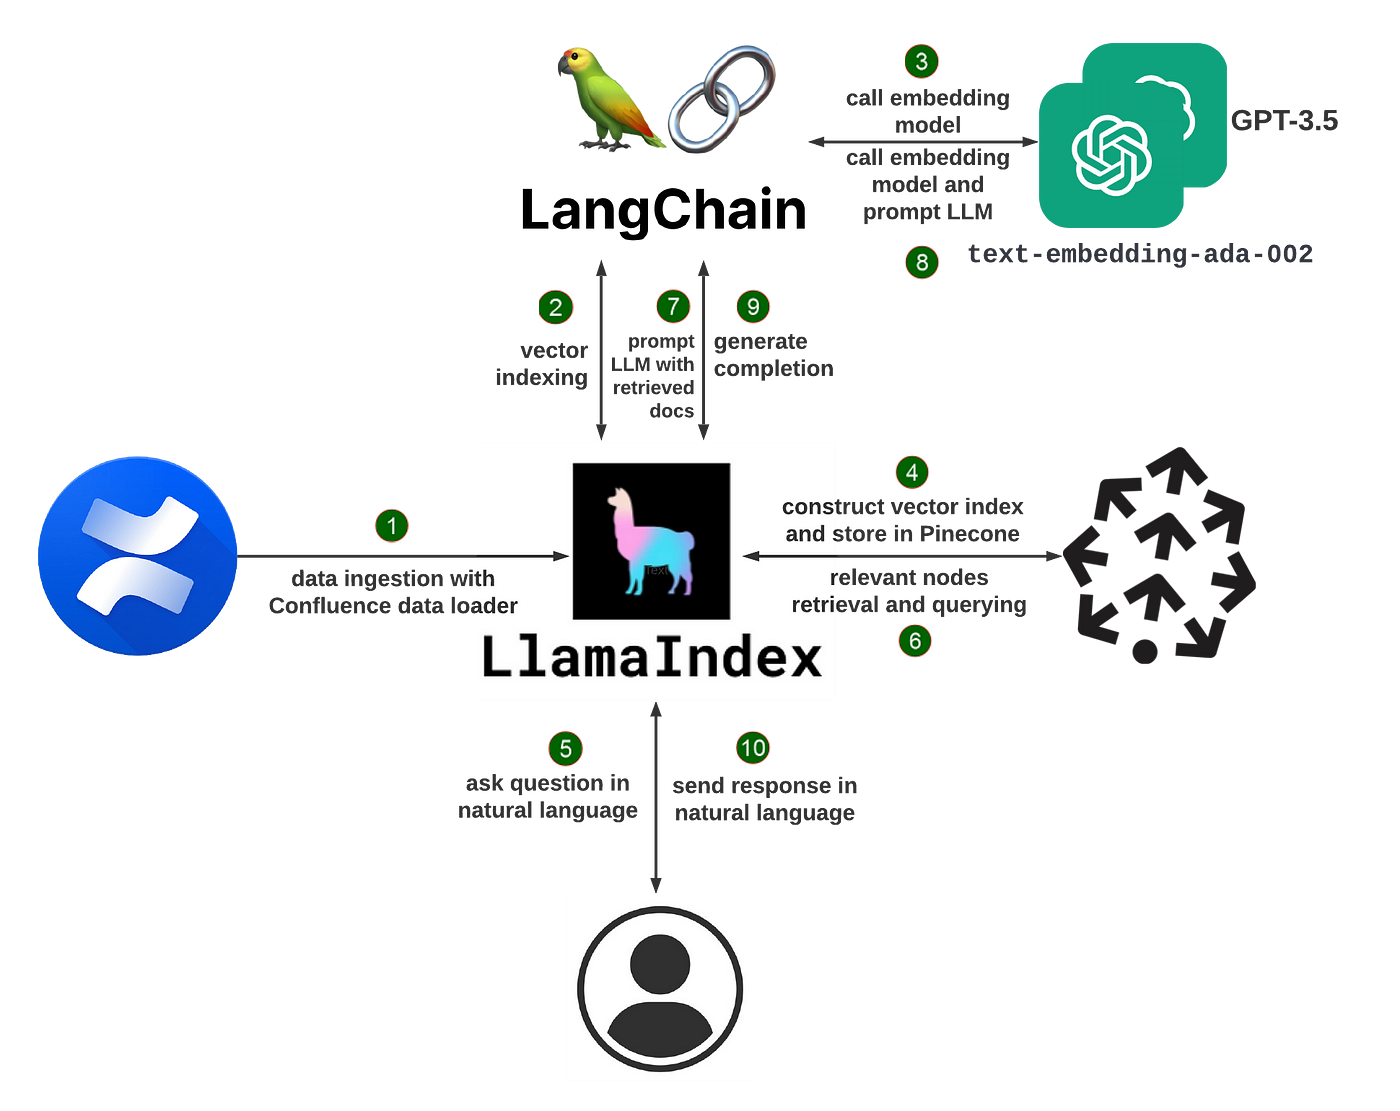 3
call embedding
model
call embedding
model and
prompt LLM
8
GPT-3.5
text-embedding-ada-002
LangChain
2
vector
indexing
7
prompt
LLM with
retrieved
docs
9
generate
completion
1
data ingestion with
Confluence data loader
Text
LlamaIndex
4
construct vector index
and store in Pinecone
relevant nodes
retrieval and querying
6
5
ask question in
natural language
10
send response in
natural language